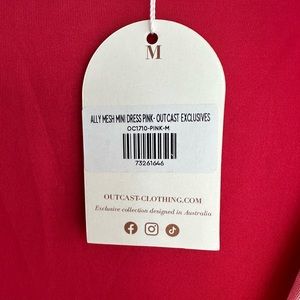 M
ALLY MESH MINI DRESS PINK- OUTCAST EXCLUSIVES
OC1710-PINK-M
73261646
OUTCAST-CLOTHING.COM
Exclusive collection designed in Australia